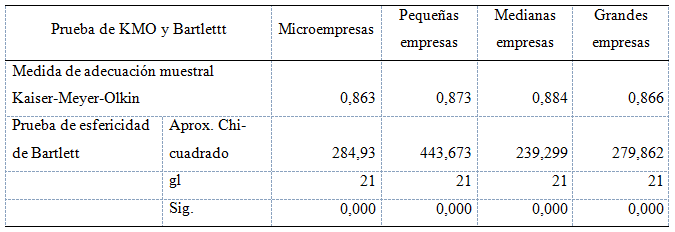 Prueba de KMO y Bartlettt Microempresas Pequeñas empresas Medianas empresas Grandes empresas
Medida de adecuación muestral
Kaiser-Meyer-Olkin 0,863 0,873 0,884 0,866
Prueba de esfericidad de Bartlett Aprox. Chi-cuadrado 284,93 443,673 239,299 279,862
gl 21 21 21 21
Sig. 0,000 0,000 0,000 0,000